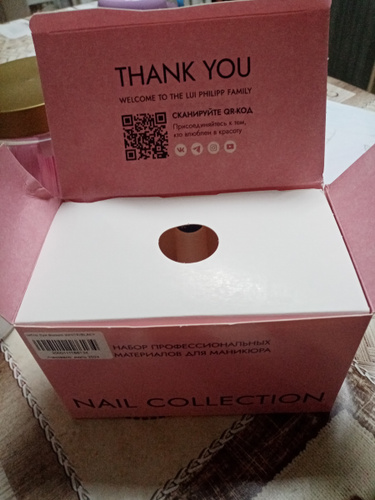 THANK YOU
WELCOME TO THE LUI PHILIPP FAMILY
СКАНИРУЙТЕ QR-КОД
Присоединяйтесь к тем,
кто влюблен в красоту
НАБОР ПРОФЕССИОНАЛЬНЫХ
МАТЕРИАЛОВ ДЛЯ МАНИКЮРА
NAIL COLLECTION